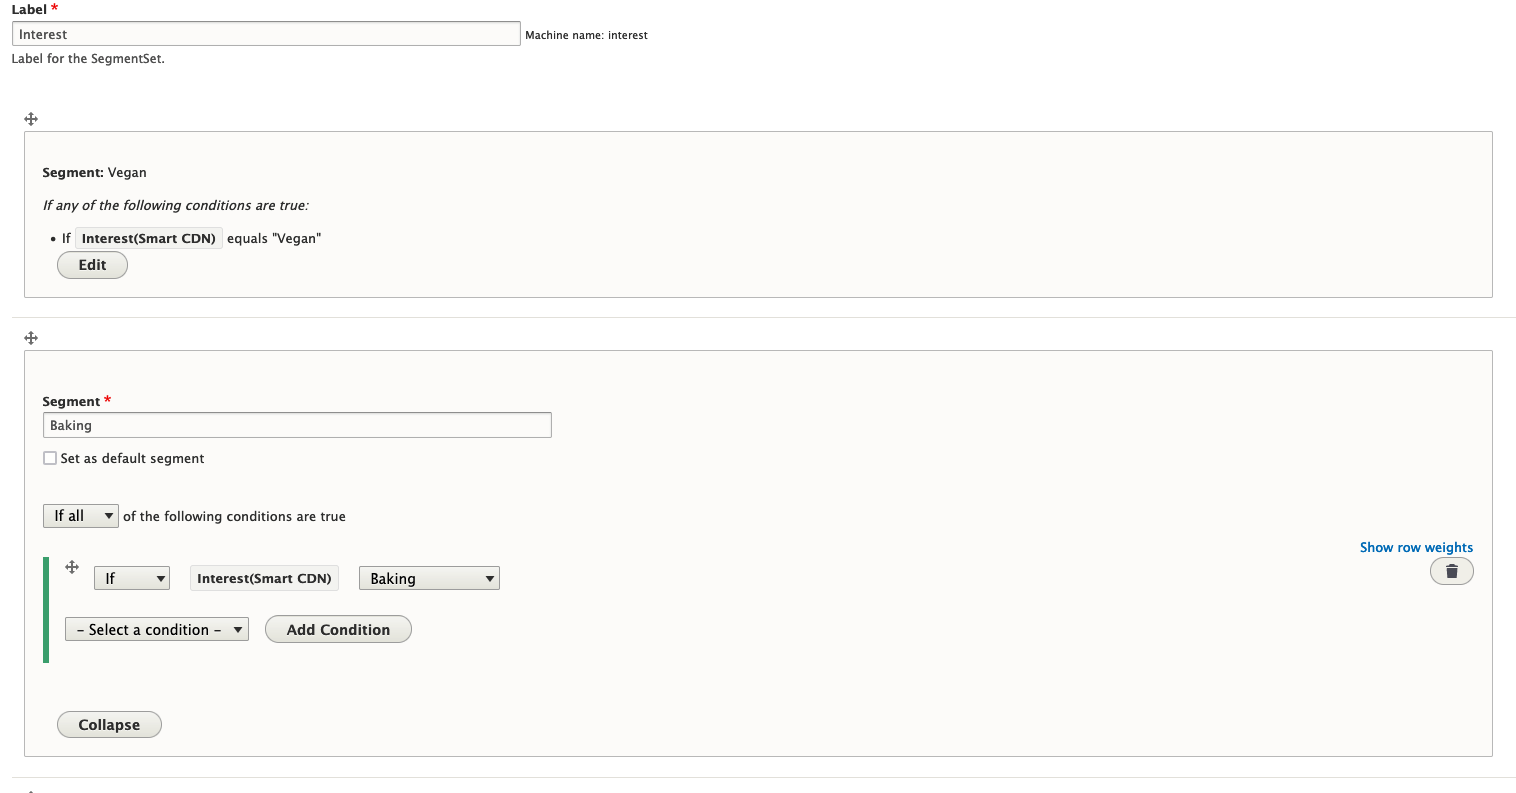 Label *
Interest Machine name: interest
Label for the SegmentSet.
Segment: Vegan
If any of the following conditions are true:
• If Interest(Smart CDN) equals "Vegan"
Edit
Segment *
Baking
Set as default segment
If all of the following conditions are true
Show row weights
If Interest(Smart CDN) Baking
- Select a condition - Add Condition
Collapse